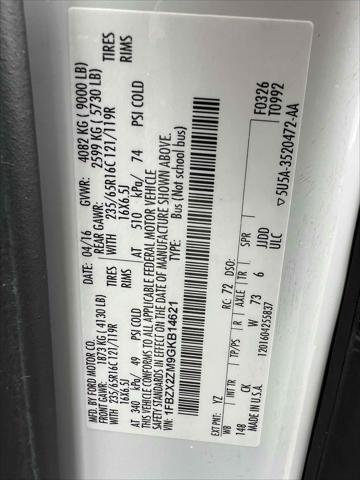 MFD. BY FORD MOTOR CO.
DATE: 04/16 GVWR: 4082 KG ( 9000 LB)
FRONT GAWR: 1873 KG ( 4130 LB) REAR GAWR: 2599 KG ( 5730 LB)
WITH 235/65R16C 121/119R TIRES WITH 235/65R16C 121/119R TIRES
16X6.5J RIMS 16X6.5J RIMS
AT 340 kPa/ 49 PSI COLD AT 510 kPa/ 74 PSI COLD
THIS VEHICLE CONFORMS TO ALL APPLICABLE FEDERAL MOTOR VEHICLE
SAFETY STANDARDS IN EFFECT ON THE DATE OF MANUFACTURE SHOWN ABOVE.
VIN: 1FBZX2ZM9GKB14621 TYPE: Bus (Not School bus)
F0326
T0992
EXT PNT: YZ RC: 72 DSO:
WB INT TR TP/PS R AXLE TR SPR
148 CK W 73 6 JJDD
ULC
MADE IN U.S.A. 1201604255837 5U5A-3520472-AA